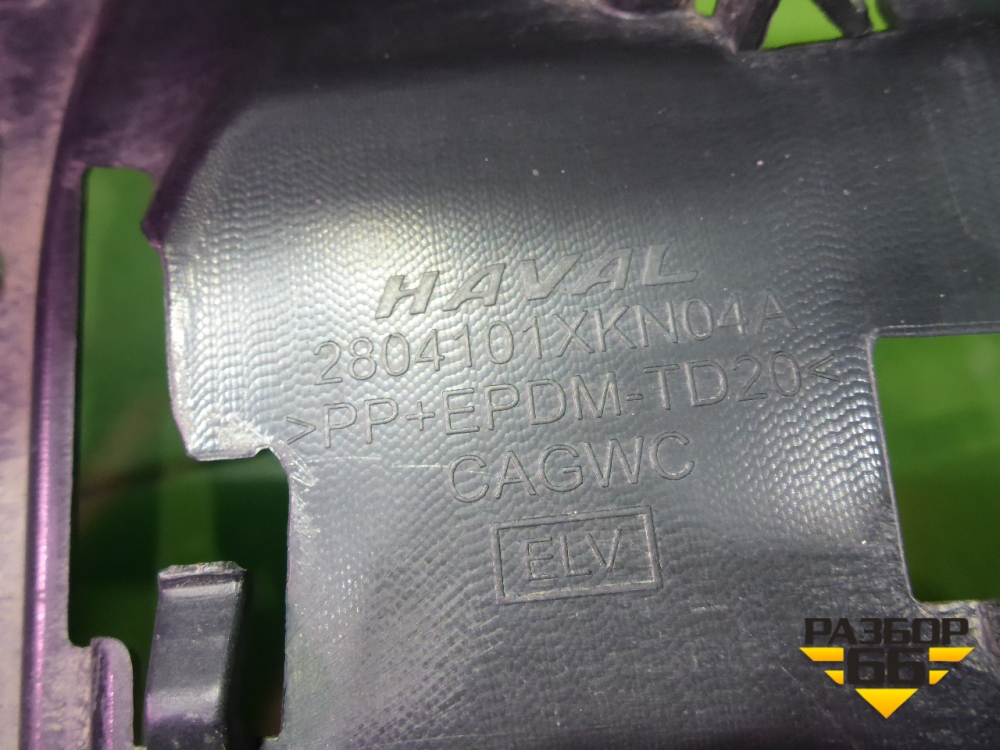 HAVAL
2804101XKN04A
>PP+EPDM-TD20<
CAGWC
ELV
РАЗБОР
66